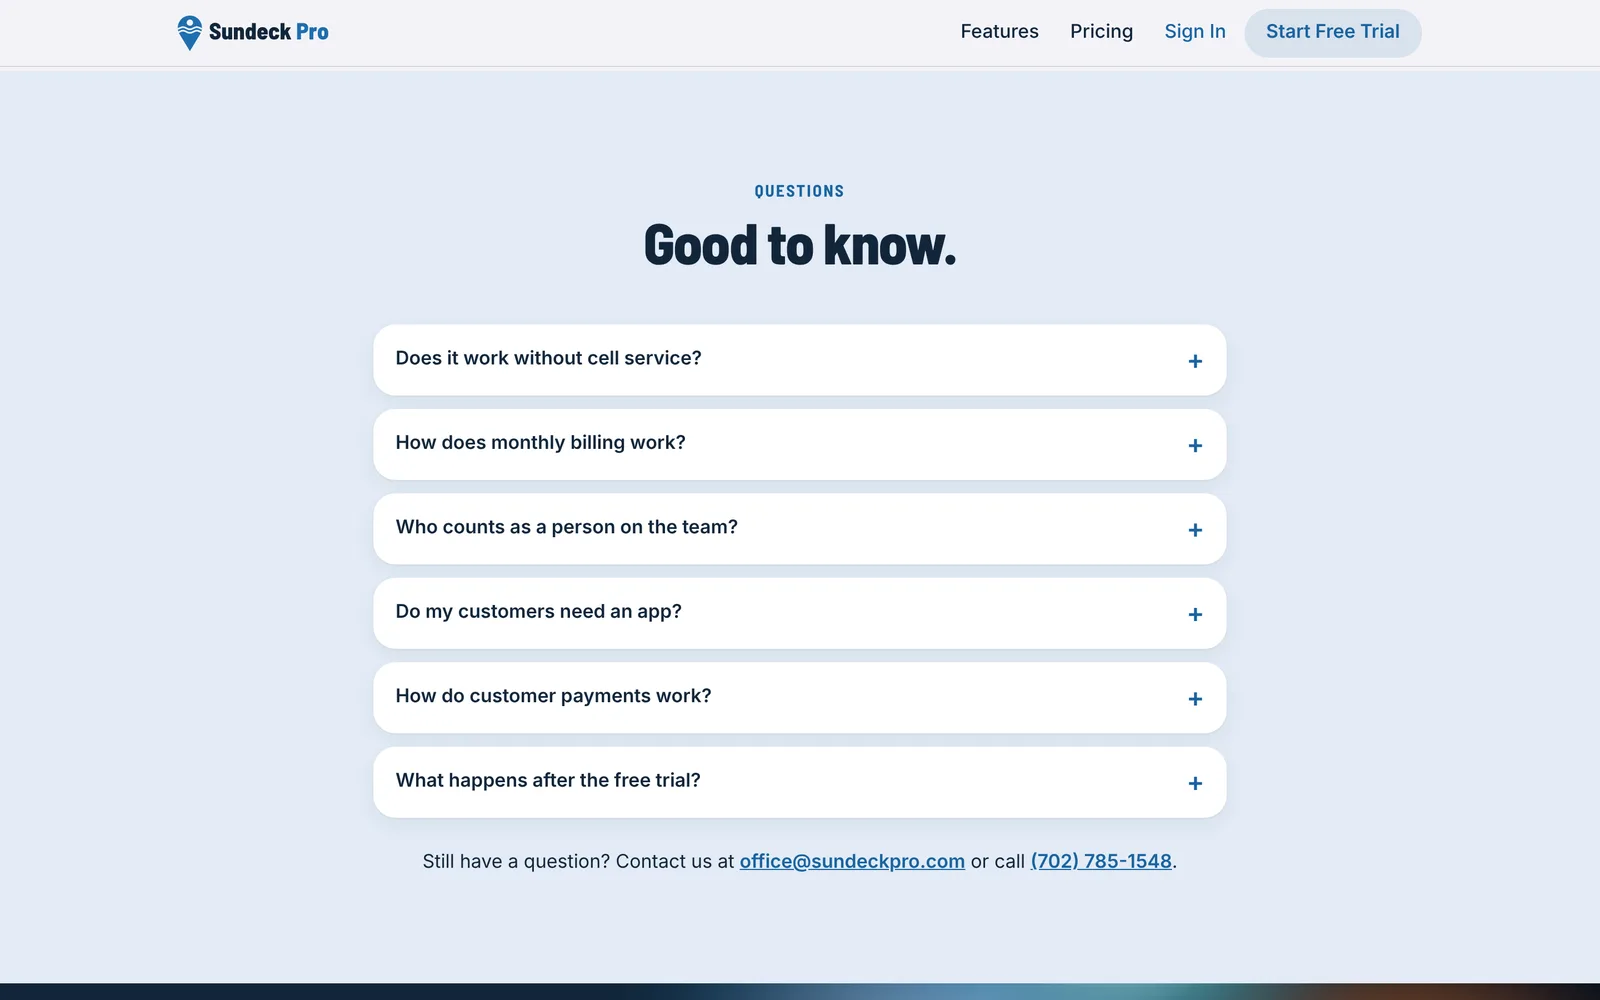 Sundeck Pro
Features
Pricing
Sign In
Start Free Trial
QUESTIONS
Good to know.
Does it work without cell service?
+
How does monthly billing work?
+
Who counts as a person on the team?
+
Do my customers need an app?
+
How do customer payments work?
+
What happens after the free trial?
+
Still have a question? Contact us at office@sundeckpro.com or call (702) 785-1548.